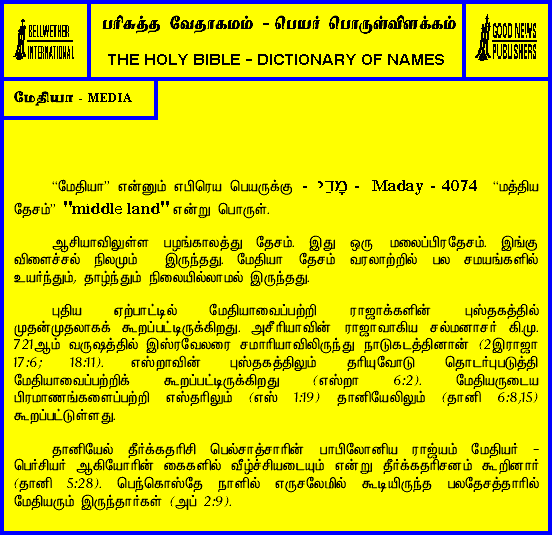 BELLWETHER
INTERNATIONAL
பரிசுத்த வேதாகமம் - பெயர் பொருள்விளக்கம்
THE HOLY BIBLE - DICTIONARY OF NAMES
GOOD NEWS
PUBLISHERS
மேதியா - MEDIA
“மேதியா” என்னும் எபிரெய பெயருக்கு - מָדַי - Maday - 4074 “மத்திய
தேசம்” "middle land" என்று பொருள்.
ஆசியாவிலுள்ள பழங்காலத்து தேசம். இது ஒரு மலைப்பிரதேசம். இங்கு
விளைச்சல் நிலமும் இருந்தது. மேதியா தேசம் வரலாற்றில் பல சமயங்களில்
உயர்ந்தும், தாழ்ந்தும் நிலையில்லாமல் இருந்தது.
புதிய ஏற்பாட்டில் மேதியாவைப்பற்றி ராஜாக்களின் புஸ்தகத்தில்
முதன்முதலாகக் கூறப்பட்டிருக்கிறது. அசீரியாவின் ராஜாவாகிய சல்மனாசர் கி.மு.
721ஆம் வருஷத்தில் இஸ்ரவேலரை சமாரியாவிலிருந்து நாடுகடத்தினான் (2இராஜா
17:6; 18:11). எஸ்றாவின் புஸ்தகத்திலும் தரியுவோடு தொடர்புபடுத்தி
மேதியாவைப்பற்றிக் கூறப்பட்டிருக்கிறது (எஸ்றா 6:2). மேதியருடைய
பிரமாணங்களைப்பற்றி எஸ்தரிலும் (எஸ் 1:19) தானியேலிலும் (தானி 6:8,15)
கூறப்பட்டுள்ளது.
தானியேல் தீர்க்கதரிசி பெல்சாத்சாரின் பாபிலோனிய ராஜ்யம் மேதியர் -
பெர்சியர் ஆகியோரின் கைகளில் வீழ்ச்சியடையும் என்று தீர்க்கதரிசனம் கூறினார்
(தானி 5:28). பெந்கொஸ்தே நாளில் எருசலேமில் கூடியிருந்த பலதேசத்தாரில்
மேதியரும் இருந்தார்கள் (அப் 2:9).